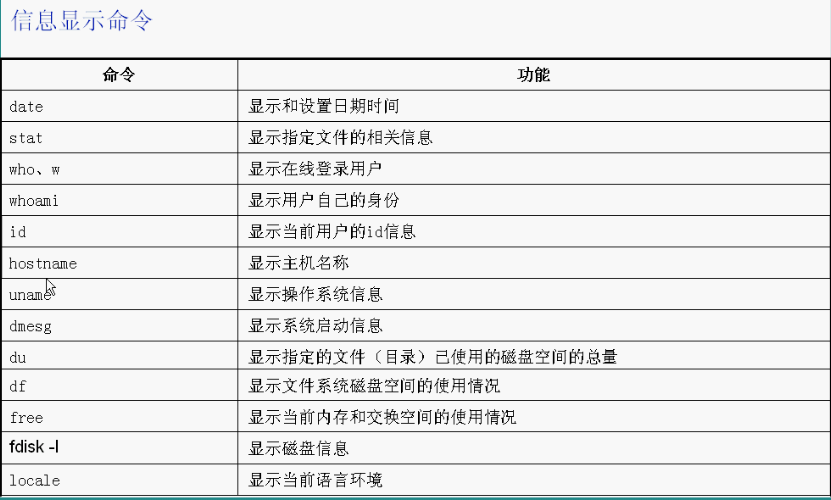 信息显示命令
命令 功能
date 显示和设置日期时间
stat 显示指定文件的相关信息
who、w 显示在线登录用户
whoami 显示用户自己的身份
id 显示当前用户的id信息
hostname 显示主机名称
uname 显示操作系统信息
dmesg 显示系统启动信息
du 显示指定的文件（目录）已使用的磁盘空间的总量
df 显示文件系统磁盘空间的使用情况
free 显示当前内存和交换空间的使用情况
fdisk -l 显示磁盘信息
locale 显示当前语言环境